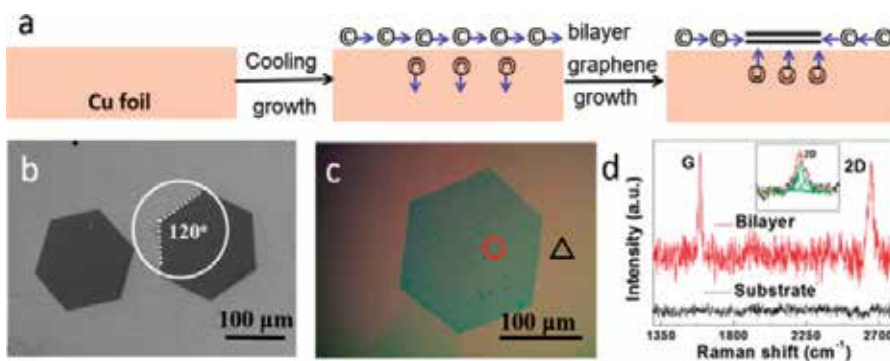 a
Cu foil
Cooling
growth
© © © © © ©
© © ©
bilayer
graphene
growth
© © © ©
© © ©
b
120°
100 µm
c
100 µm
d
Intensity (a.u.)
G
2D
2D
Bilayer
Substrate
1350 1800 2250 2700
Raman shift (cm⁻¹)